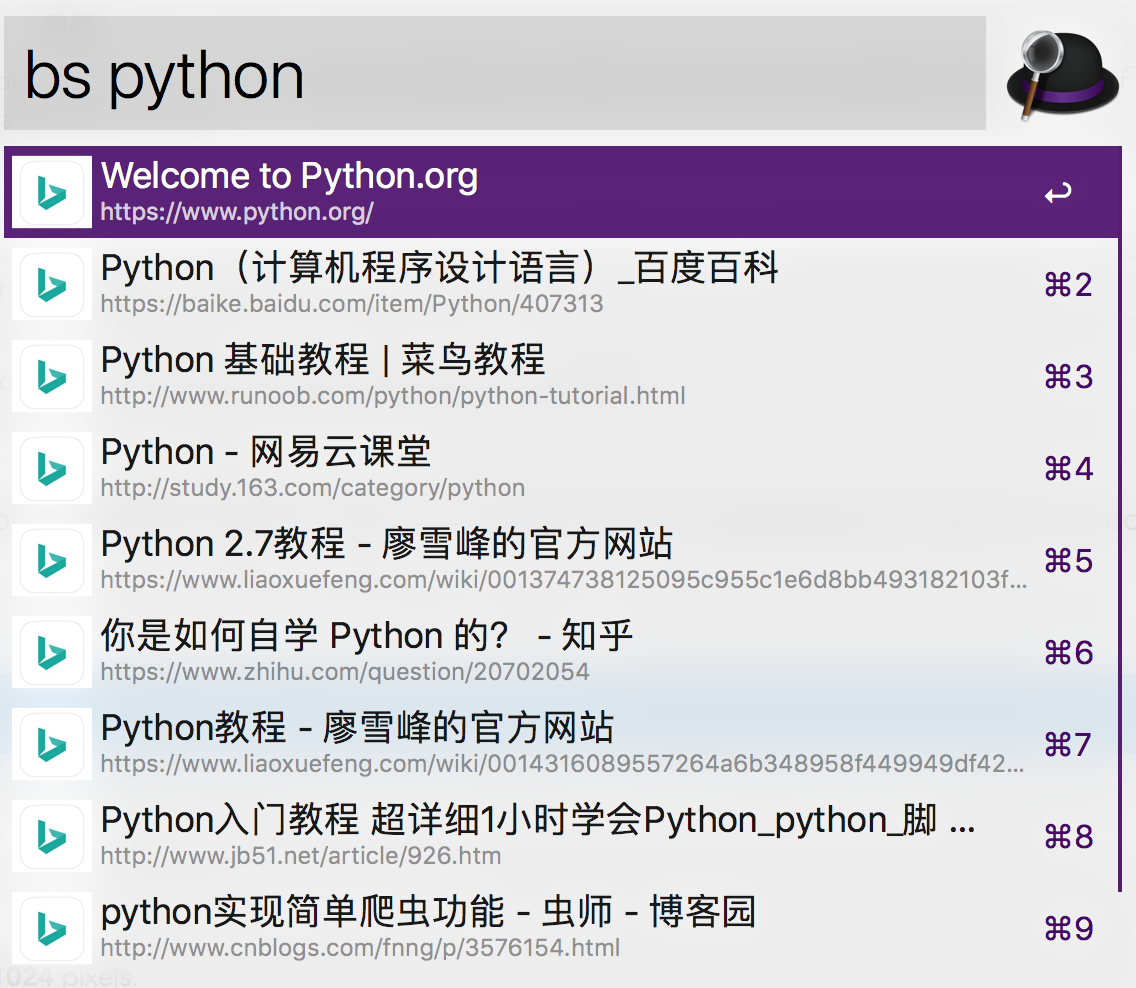 bs python
Welcome to Python.org
https://www.python.org/
Python（计算机程序设计语言）_百度百科
https://baike.baidu.com/item/Python/407313
⌘2
Python 基础教程 | 菜鸟教程
http://www.runoob.com/python/python-tutorial.html
⌘3
Python - 网易云课堂
http://study.163.com/category/python
⌘4
Python 2.7教程 - 廖雪峰的官方网站
https://www.liaoxuefeng.com/wiki/001374738125095c955c1e6d8bb493182103f...
⌘5
你是如何自学 Python 的？ - 知乎
https://www.zhihu.com/question/20702054
⌘6
Python教程 - 廖雪峰的官方网站
https://www.liaoxuefeng.com/wiki/0014316089557264a6b348958f449949df42...
⌘7
Python入门教程 超详细1小时学会Python_python_脚 ...
http://www.jb51.net/article/926.htm
⌘8
python实现简单爬虫功能 - 虫师 - 博客园
http://www.cnblogs.com/fnng/p/3576154.html
⌘9
1024 pixels.